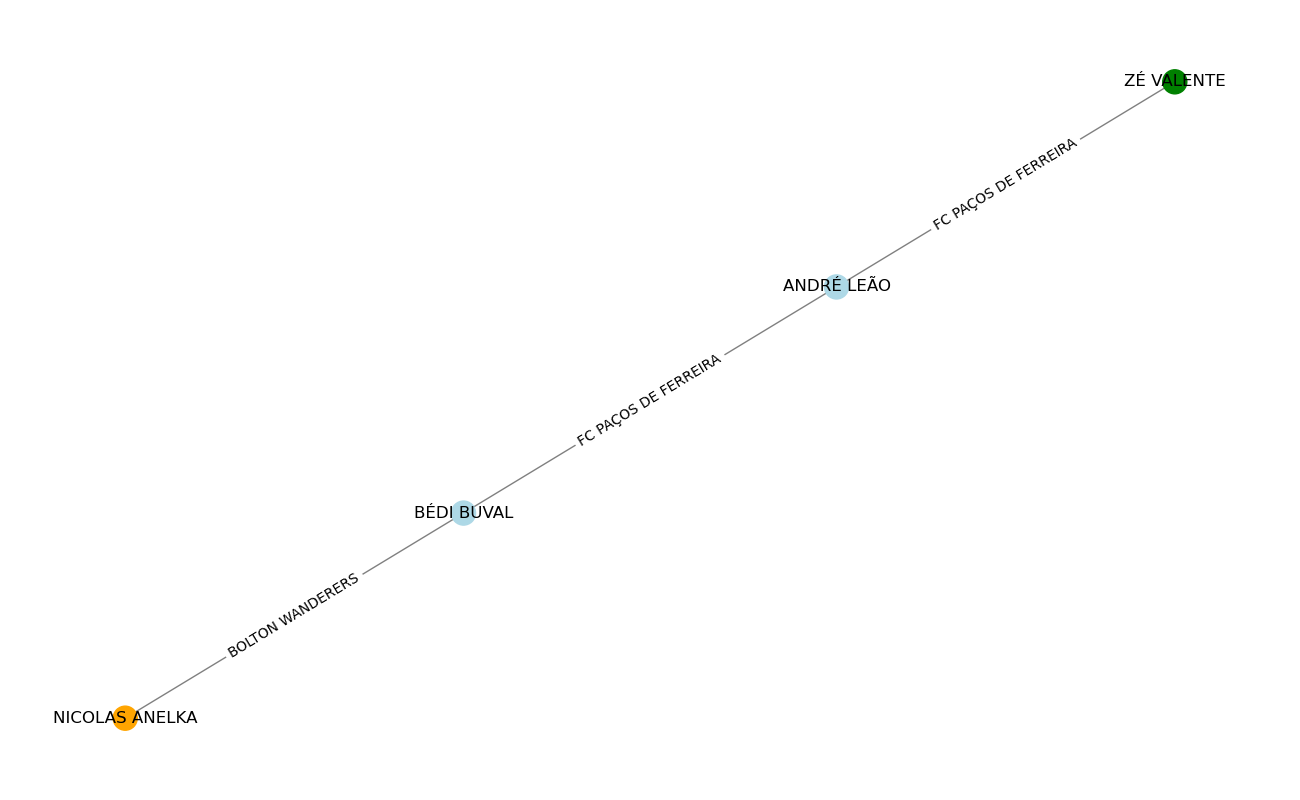 ZÉ VALENTE
FC PAÇOS DE FERREIRA
ANDRÉ LEÃO
FC PAÇOS DE FERREIRA
BÉDI BUVAL
BOLTON WANDERERS
NICOLAS ANELKA